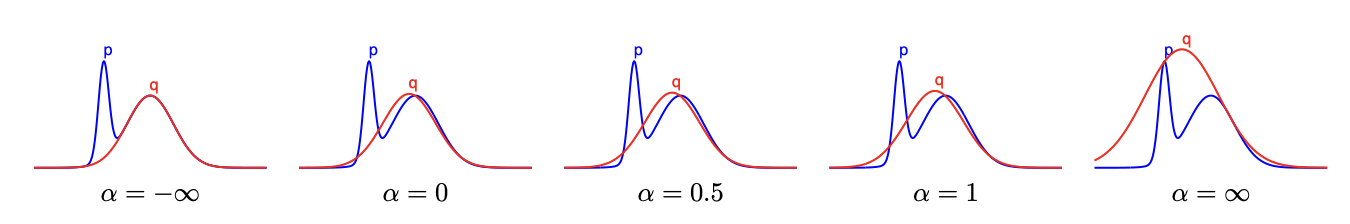 p q p q p q p q p q
α = −∞ α = 0 α = 0.5 α = 1 α = ∞